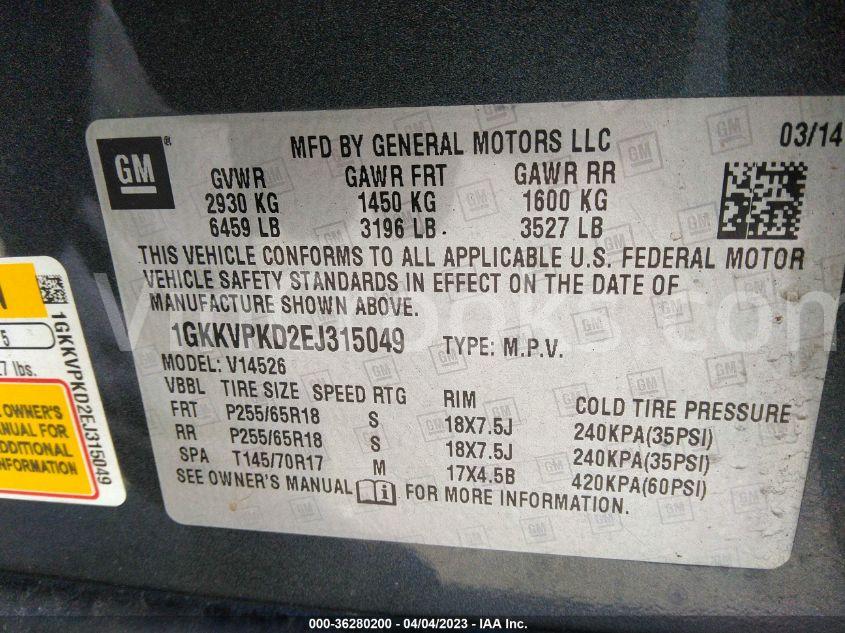 GM
MFD BY GENERAL MOTORS LLC
03/14
GVWR GAWR FRT GAWR RR
2930 KG 1450 KG 1600 KG
6459 LB 3196 LB 3527 LB
THIS VEHICLE CONFORMS TO ALL APPLICABLE U.S. FEDERAL MOTOR
VEHICLE SAFETY STANDARDS IN EFFECT ON THE DATE OF
MANUFACTURE SHOWN ABOVE.
1GKKVPKD2EJ315049 TYPE: M.P.V.
MODEL: V14526
VBBL TIRE SIZE SPEED RTG RIM COLD TIRE PRESSURE
FRT P255/65R18 S 18X7.5J 240KPA(35PSI)
RR P255/65R18 S 18X7.5J 240KPA(35PSI)
SPA T145/70R17 M 17X4.5B 420KPA(60PSI)
SEE OWNER'S MANUAL FOR MORE INFORMATION.
N
5
7 lbs.
OWNER'S
MANUAL FOR
ADDITIONAL
INFORMATION
1GKKVPKD2EJ315049
000-36280200 - 04/04/2023 - IAA Inc.